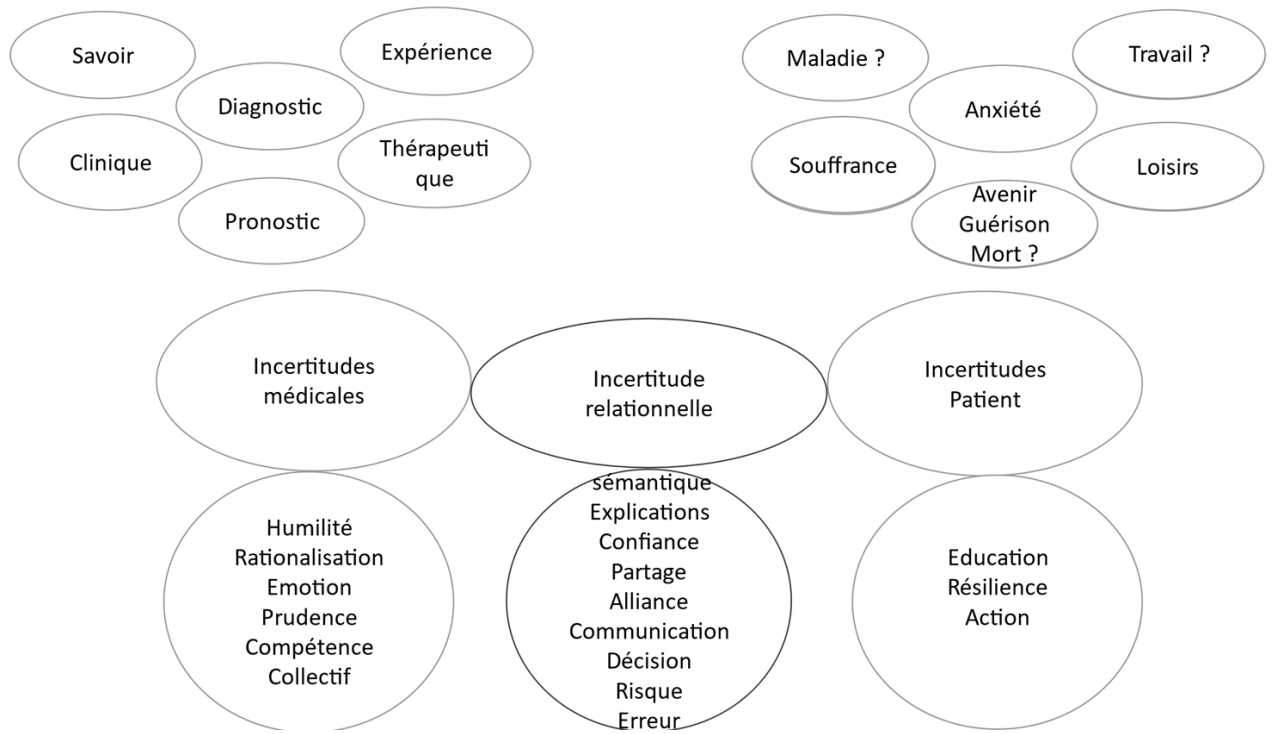 Savoir
Expérience
Diagnostic
Clinique
Thérapeuti
que
Pronostic
Maladie ?
Travail ?
Anxiété
Souffrance
Loisirs
Avenir
Guérison
Mort ?
Incertitudes
médicales
Incertitude
relationnelle
Incertitudes
Patient
Humilité
Rationalisation
Emotion
Prudence
Compétence
Collectif
sémantique
Explications
Confiance
Partage
Alliance
Communication
Décision
Risque
Erreur
Education
Résilience
Action